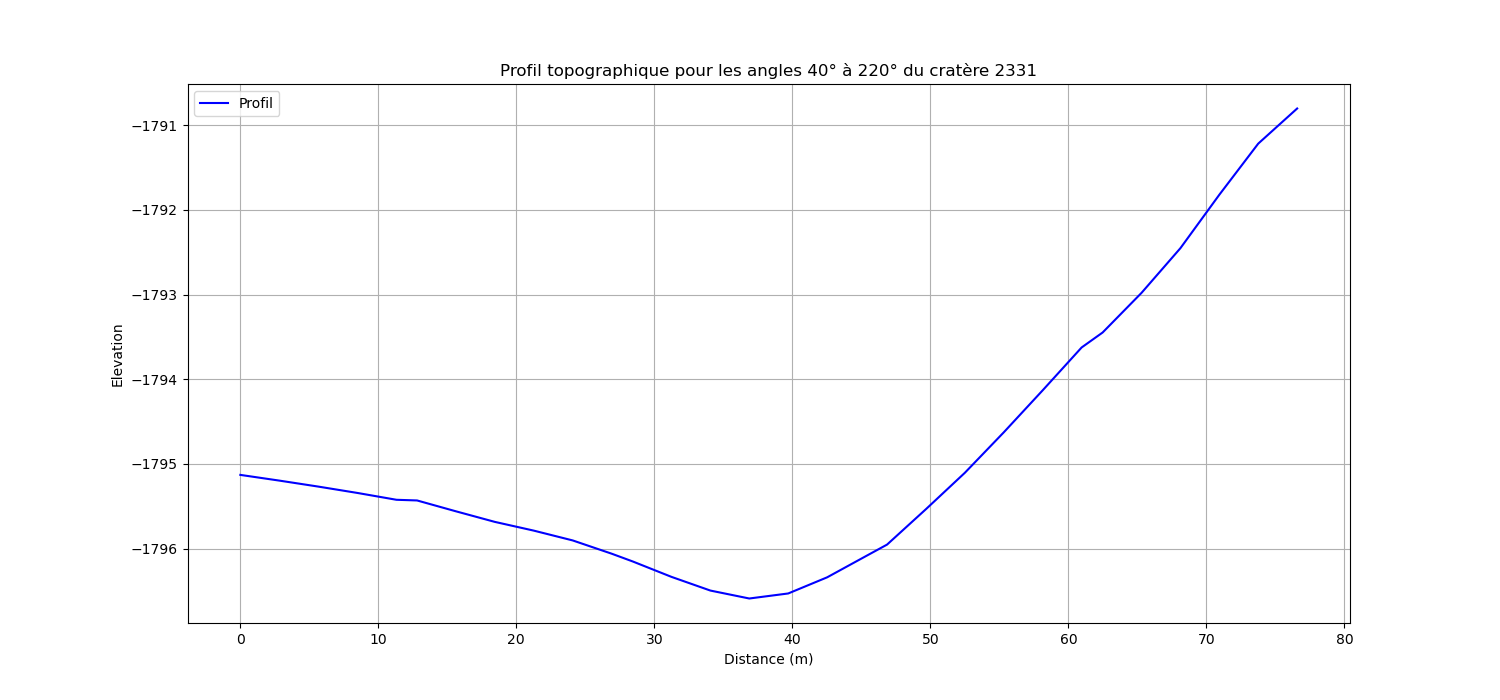 Profil topographique pour les angles 40° à 220° du cratère 2331
Profil
−1791
−1792
−1793
−1794
−1795
−1796
Elevation
0 10 20 30 40 50 60 70 80
Distance (m)